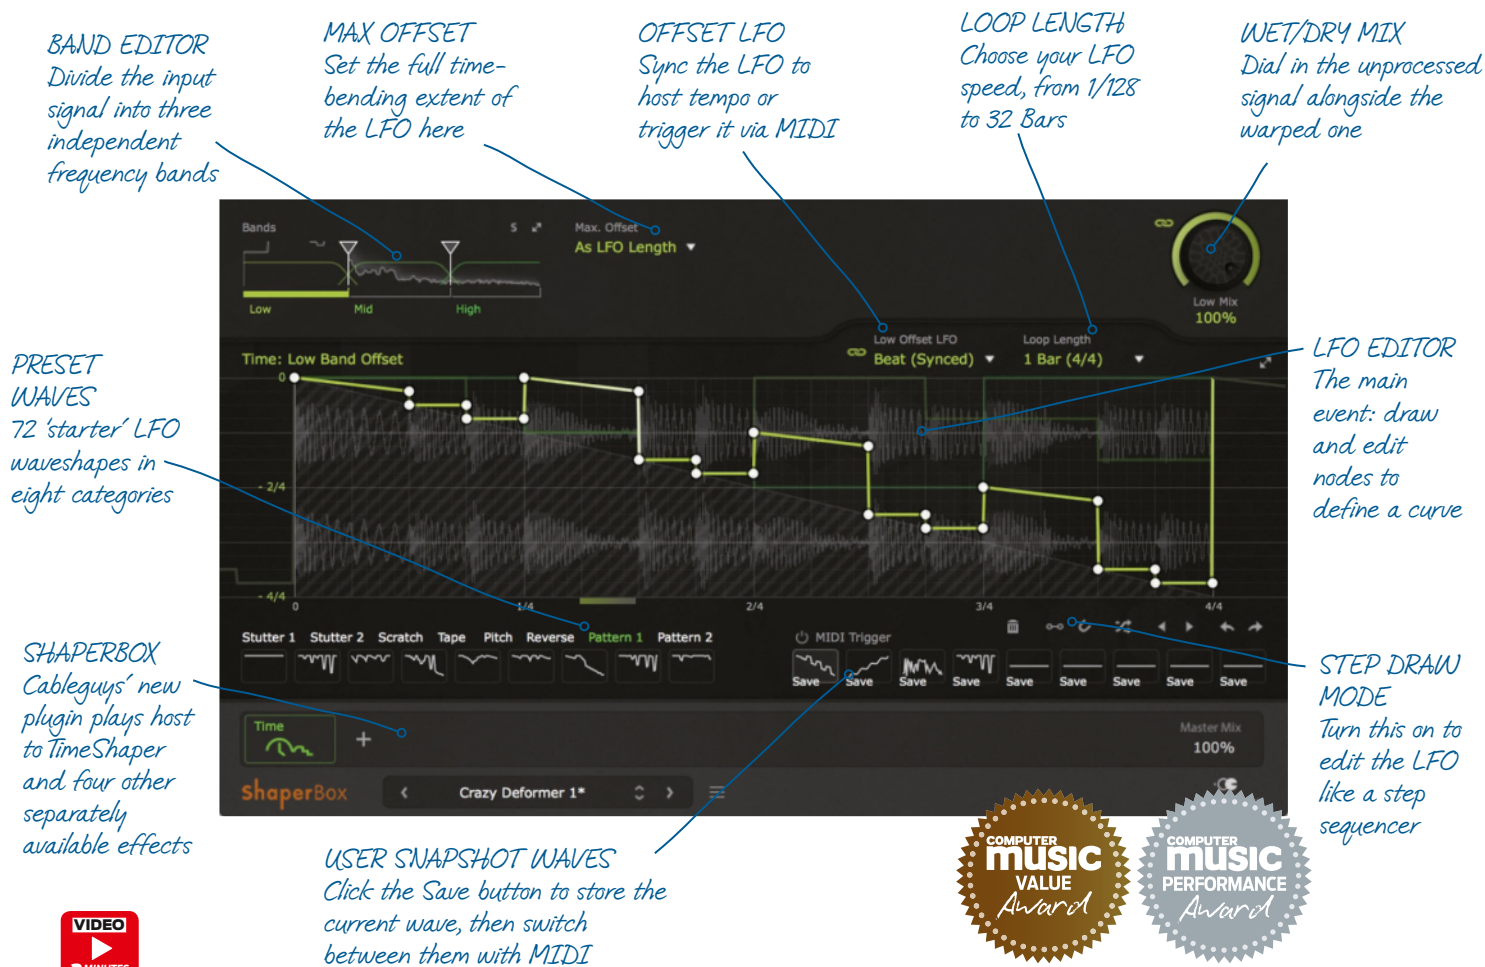 BAND EDITOR
Divide the input
signal into three
independent
frequency bands
MAX OFFSET
Set the full time-
bending extent of
the LFO here
OFFSET LFO
Sync the LFO to
host tempo or
trigger it via MIDI
LOOP LENGTH
Choose your LFO
speed, from 1/128
to 32 Bars
WET/DRY MIX
Dial in the unprocessed
signal alongside the
warped one
Bands
S
Low
Mid
High
Max. Offset
As LFO Length
Low Mix
100%
Time: Low Band Offset
Low Offset LFO
Beat (Synced)
Loop Length
1 Bar (4/4)
0
- 2/4
- 4/4
0
1/4
2/4
3/4
4/4
PRESET
WAVES
72 'starter' LFO
waveshapes in
eight categories
LFO EDITOR
The main
event: draw
and edit
nodes to
define a curve
Stutter 1 Stutter 2 Scratch Tape Pitch Reverse Pattern 1 Pattern 2
MIDI Trigger
Save Save Save Save Save Save Save Save Save
SHAPERBOX
Cableguys' new
plugin plays host
to TimeShaper
and four other
separately
available effects
STEP DRAW
MODE
Turn this on to
edit the LFO
like a step
sequencer
Time
+
Master Mix
100%
ShaperBox
Crazy Deformer 1*
USER SNAPSHOT WAVES
Click the Save button to store the
current wave, then switch
between them with MIDI
COMPUTER
music
VALUE
Award
COMPUTER
music
PERFORMANCE
Award
VIDEO